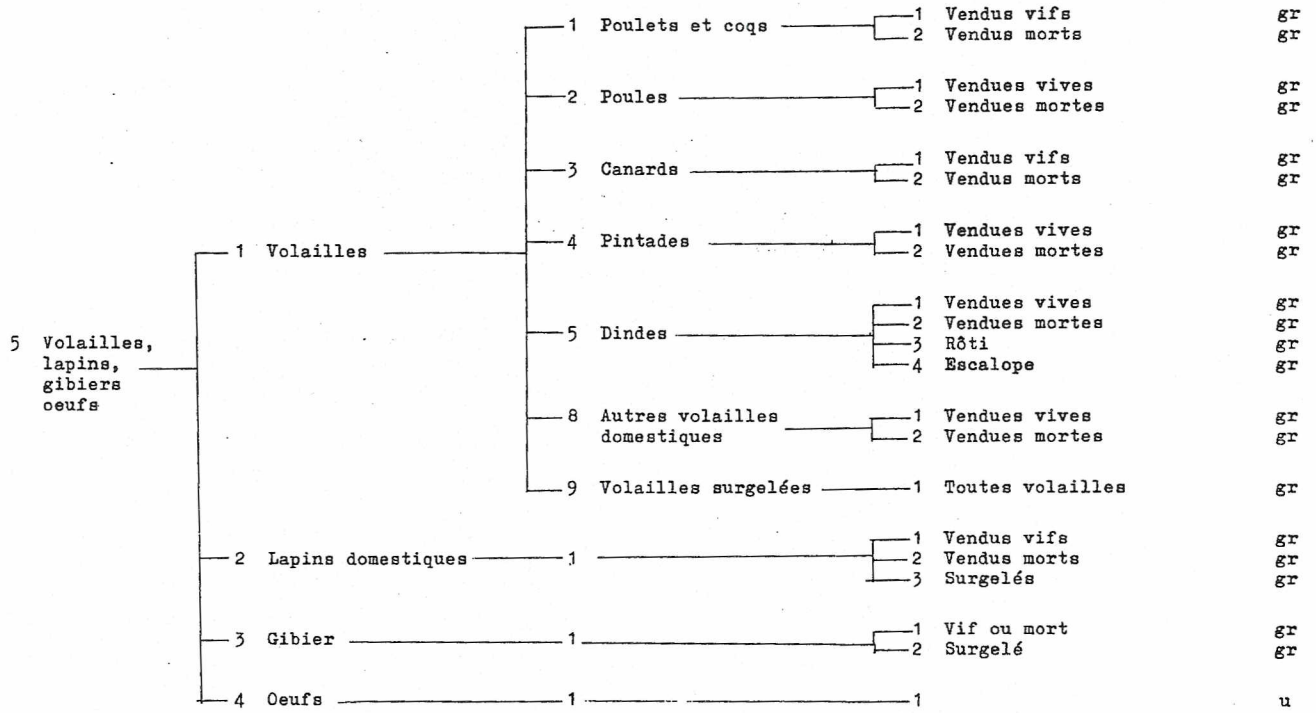 1 Poulets et coqs 1 Vendus vifs gr
2 Vendus morts gr
2 Poules 1 Vendues vives gr
2 Vendues mortes gr
3 Canards 1 Vendus vifs gr
2 Vendus morts gr
1 Volailles 4 Pintades 1 Vendues vives gr
2 Vendues mortes gr
1 Vendues vives gr
5 Dindes 2 Vendues mortes gr
3 Rôti gr
4 Escalope gr
5 Volailles,
lapins,
gibiers
oeufs
8 Autres volailles
domestiques
1 Vendues vives gr
2 Vendues mortes gr
9 Volailles surgelées 1 Toutes volailles gr
2 Lapins domestiques 1 1 Vendus vifs gr
2 Vendus morts gr
3 Surgelés gr
3 Gibier 1 1 Vif ou mort gr
2 Surgelé gr
4 Oeufs 1 1 u